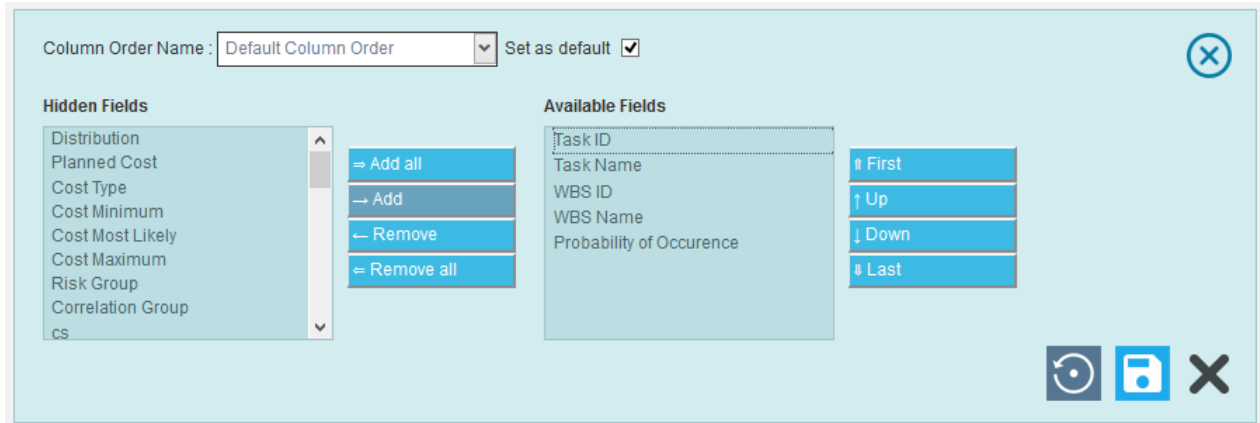 Column Order Name : Default Column Order Set as default
Hidden Fields
Distribution
Planned Cost
Cost Type
Cost Minimum
Cost Most Likely
Cost Maximum
Risk Group
Correlation Group
cs
⇒ Add all
→ Add
← Remove
⇐ Remove all
Available Fields
Task ID
Task Name
WBS ID
WBS Name
Probability of Occurence
⇑ First
↑ Up
↓ Down
⇓ Last